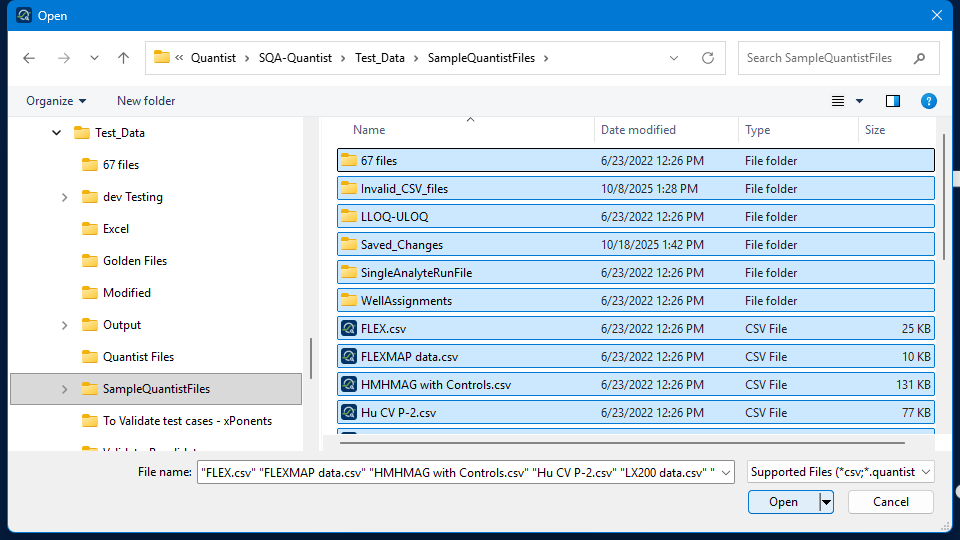 Open
« Quantist > SQA-Quantist > Test_Data > SampleQuantistFiles >
Search SampleQuantistFiles
Organize
New folder
Name
Date modified
Type
Size
Test_Data
67 files
dev Testing
Excel
Golden Files
Modified
Output
Quantist Files
SampleQuantistFiles
To Validate test cases - xPonents
67 files 6/23/2022 12:26 PM File folder
Invalid_CSV_files 10/8/2025 1:28 PM File folder
LLOQ-ULOQ 6/23/2022 12:26 PM File folder
Saved_Changes 10/18/2025 1:42 PM File folder
SingleAnalyteRunFile 6/23/2022 12:26 PM File folder
WellAssignments 6/23/2022 12:26 PM File folder
FLEX.csv 6/23/2022 12:26 PM CSV File 25 KB
FLEXMAP data.csv 6/23/2022 12:26 PM CSV File 10 KB
HMHMAG with Controls.csv 6/23/2022 12:26 PM CSV File 131 KB
Hu CV P-2.csv 6/23/2022 12:26 PM CSV File 77 KB
File name: "FLEX.csv" "FLEXMAP data.csv" "HMHMAG with Controls.csv" "Hu CV P-2.csv" "LX200 data.csv" "
Supported Files (*csv;*.quantist
Open
Cancel